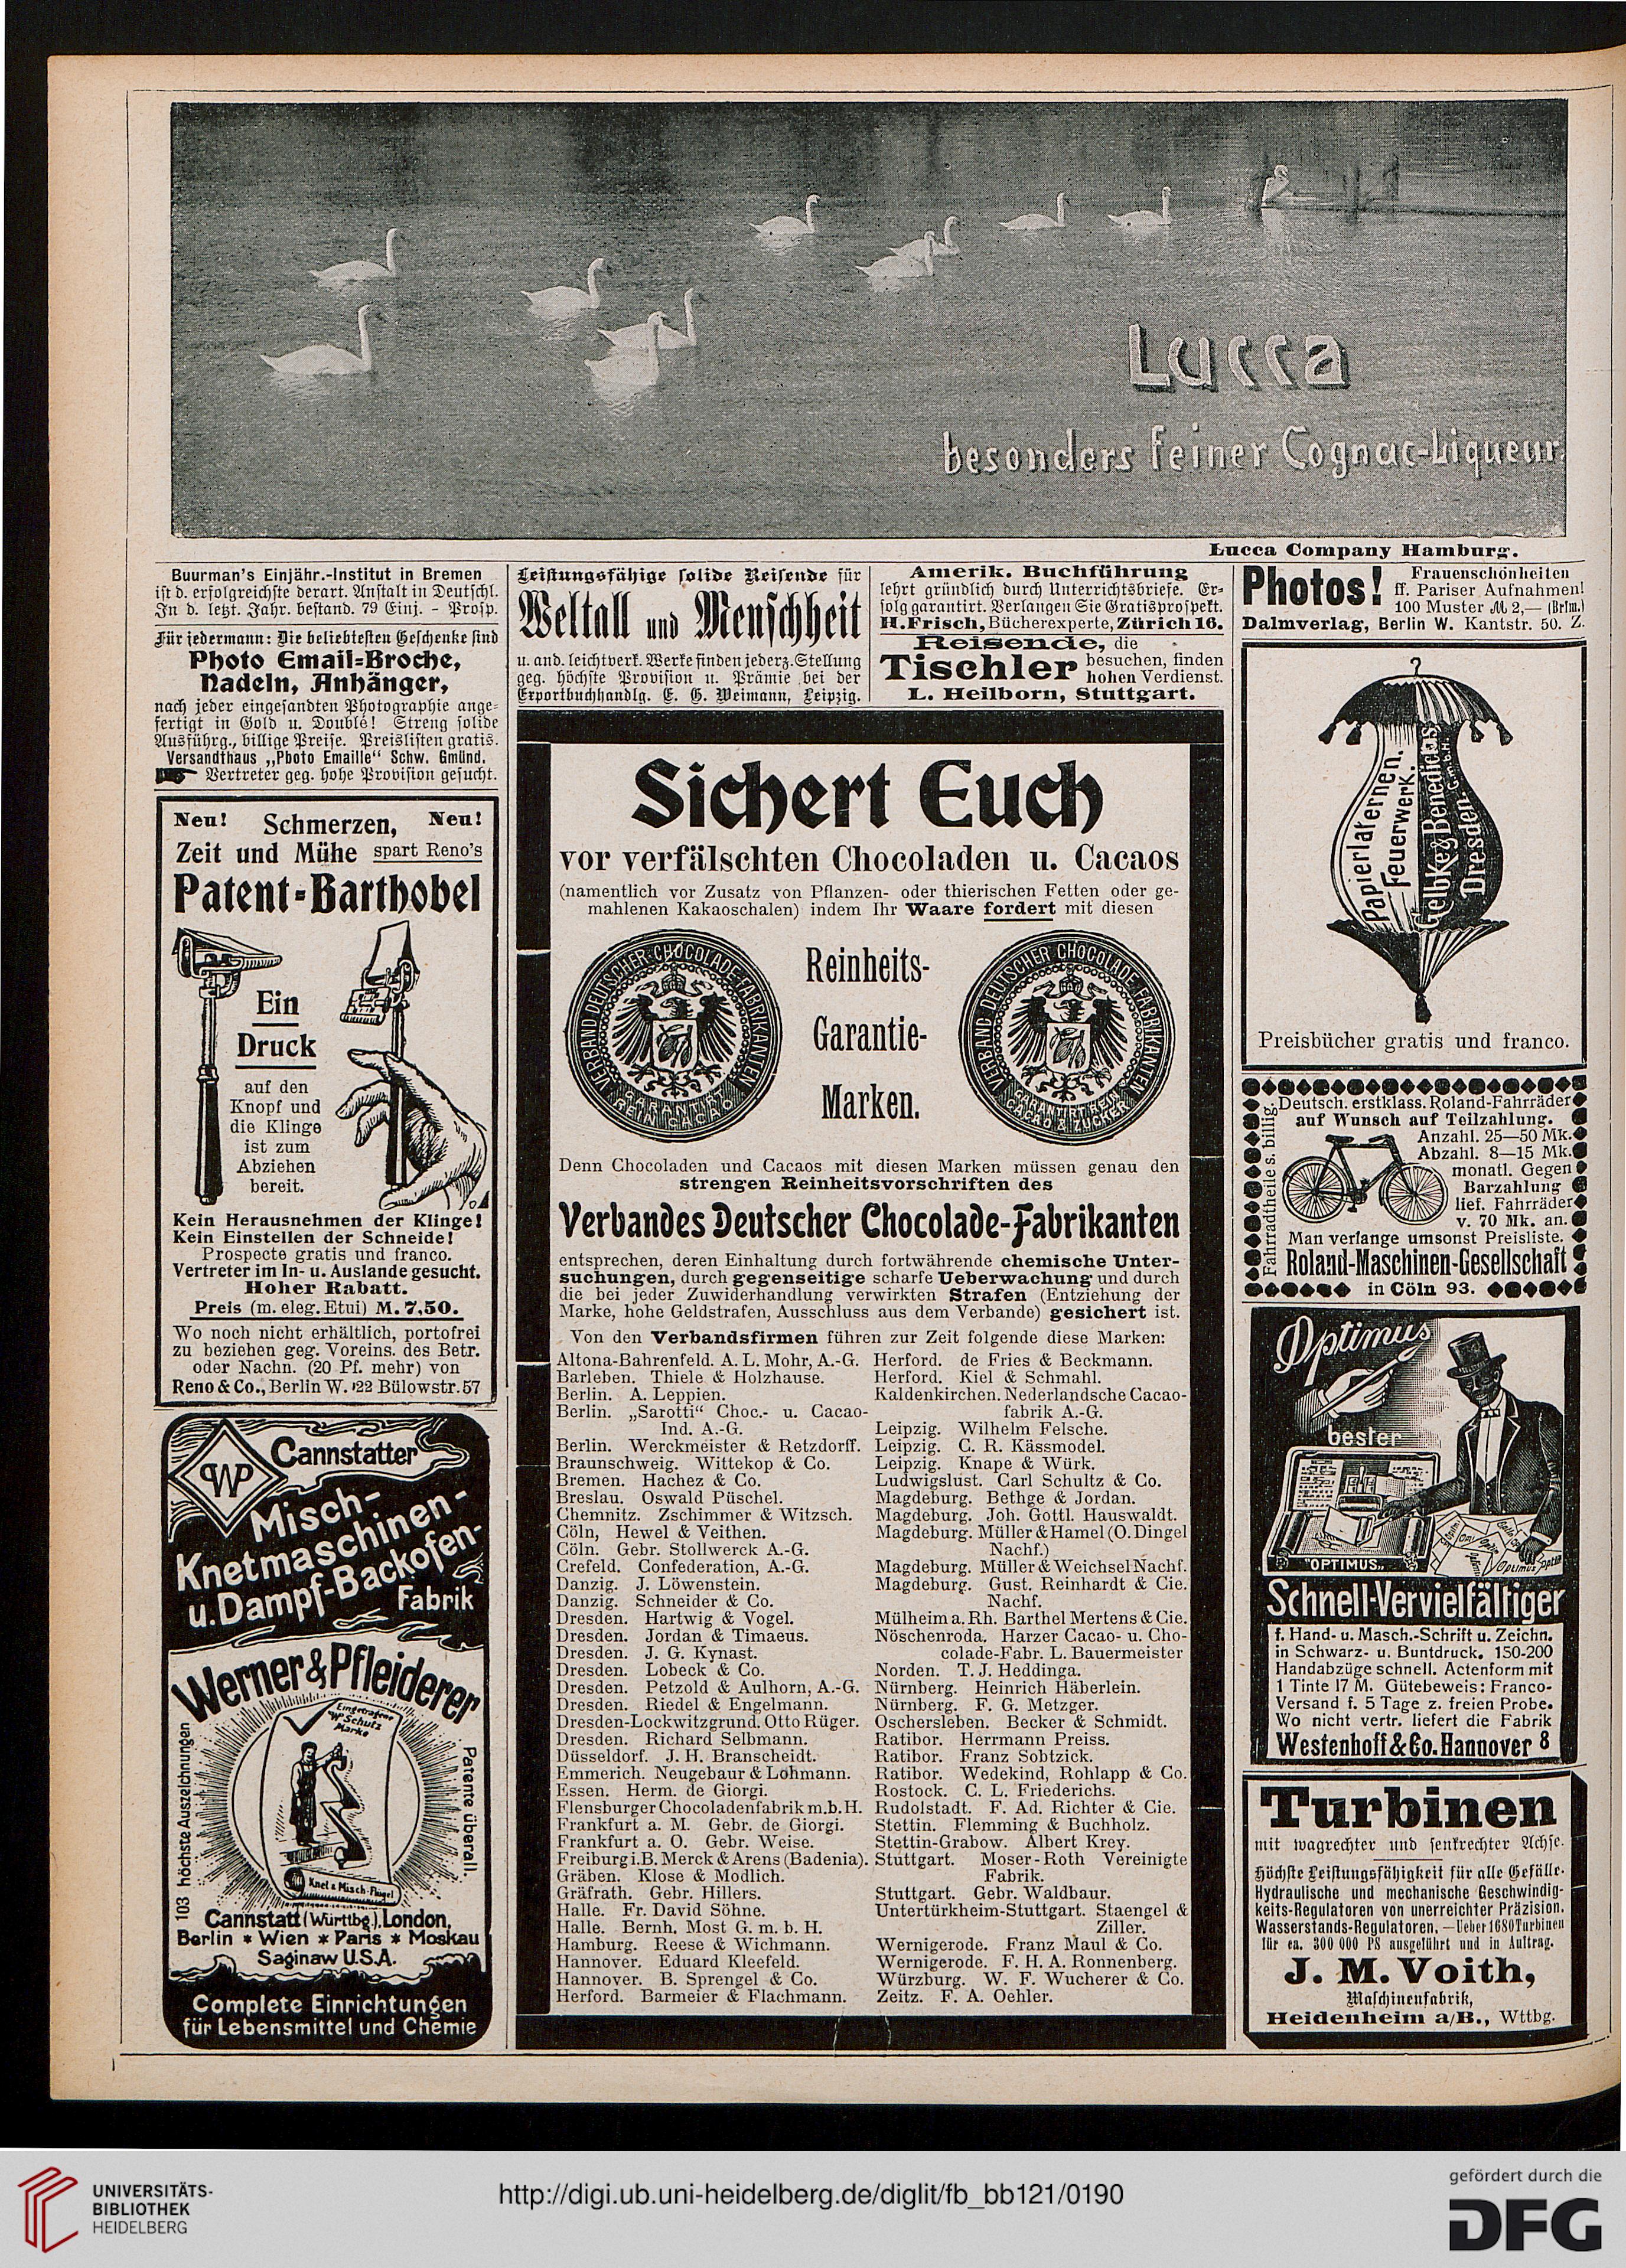 Lucca
besonders feiner Cognac-Liqueur.
Lucca Company Hamburg.
Buurman's Einjähr.-Institut in Bremen
ist d. erfolgreichste derart. Anstalt in Deutschl.
In d. letzt. Jahr. bestand. 79 Einj. - Prosp.
Für jedermann: Die beliebtesten Geschenke sind
Photo Email-Broche,
Nadeln, Anhänger,
nach jeder eingesandten Photographie ange-
fertigt in Gold u. Doublé! Streng solide
Ausführg., billige Preise. Preislisten gratis.
Versandthaus „Photo Emaille“ Schw. Gmünd.
Vertreter geg. hohe Provision gesucht.
Neu! Schmerzen, Neu!
Zeit und Mühe spart Reno's
Patent-Barthobel
Ein
Druck
auf den
Knopf und
die Klinge
ist zum
Abziehen
bereit.
Kein Herausnehmen der Klinge!
Kein Einstellen der Schneide!
Prospecte gratis und franco.
Vertreter im In- u. Auslande gesucht.
Hoher Rabatt.
Preis (m. eleg. Etui) M. 7,50.
Wo noch nicht erhältlich, portofrei
zu beziehen geg. Voreins. des Betr.
oder Nachn. (20 Pf. mehr) von
Reno & Co., Berlin W. 122 Bülowstr. 57
WP
Cannstatter
Misch-
Knetmaschinen-
u. Dampf-Backofen-
Fabrik
Werner & Pfleiderer
Eingetragene
Schutz
Marke
103 höchste Auszeichnungen
Patente überall.
Knet & Misch-Flügel
Cannstatt (Württbg.), London,
Berlin * Wien * Paris * Moskau
Saginaw U.S.A.
Complete Einrichtungen
für Lebensmittel und Chemie
Leistungsfähige solide Reisende für
Weltall und Menschheit
u. and. leichtverk. Werke finden jederz. Stellung
geg. höchste Provision u. Prämie bei der
Exportbuchhandlg. E. G. Weimann, Leipzig.
Amerik. Buchführung
lehrt gründlich durch Unterrichtsbriefe. Er-
folg garantirt. Verlangen Sie Gratisprospekt.
H. Frisch, Bücherexperte, Zürich 16.
Reisende, die
Tischler besuchen, finden
hohen Verdienst.
L. Heilborn, Stuttgart.
Sichert Euch
vor verfälschten Chocoladen u. Cacaos
(namentlich vor Zusatz von Pflanzen- oder thierischen Fetten oder ge-
mahlenen Kakaoschalen) indem Ihr Waare fordert mit diesen
VERBAND DEUTSCHER CHOCOLADE-FABRIKANTEN
GARANTIRT
REIN CACAO
Reinheits-
Garantie-
Marken.
VERBAND DEUTSCHER CHOCOLADE FABRIKANTEN
GARANTIRT REIN
CACAO & ZUCKER
Denn Chocoladen und Cacaos mit diesen Marken müssen genau den
strengen Reinheitsvorschriften des
Verbandes Deutscher Chocolade-Fabrikanten
entsprechen, deren Einhaltung durch fortwährende chemische Unter-
suchungen, durch gegenseitige scharfe Ueberwachung und durch
die bei jeder Zuwiderhandlung verwirkten Strafen (Entziehung der
Marke, hohe Geldstrafen, Ausschluss aus dem Verbande) gesichert ist.
Von den Verbandsfirmen führen zur Zeit folgende diese Marken:
Altona-Bahrenfeld. A. L. Mohr, A.-G.
Barleben. Thiele & Holzhause.
Berlin. A. Leppien.
Berlin. „Sarotti“ Choc.- u. Cacao-
Ind. A.-G.
Berlin. Werckmeister & Retzdorff.
Braunschweig. Wittekop & Co.
Bremen. Hachez & Co.
Breslau. Oswald Püschel.
Chemnitz. Zschimmer & Witzsch.
Cöln, Hewel & Veithen.
Cöln. Gebr. Stollwerck A.-G.
Crefeld. Confederation, A.-G.
Danzig. J. Löwenstein.
Danzig. Schneider & Co.
Dresden. Hartwig & Vogel.
Dresden. Jordan & Timaeus.
Dresden. J. G. Kynast.
Dresden. Lobeck & Co.
Dresden. Petzold & Aulhorn, A.-G.
Dresden. Riedel & Engelmann.
Dresden-Lockwitzgrund. Otto Rüger.
Dresden. Richard Selbmann.
Düsseldorf. J. H. Branscheidt.
Emmerich. Neugebaur & Lohmann.
Essen. Herm. de Giorgi.
Flensburger Chocoladenfabrik m.b.H.
Frankfurt a. M. Gebr. de Giorgi.
Frankfurt a. O. Gebr. Weise.
Freiburg i.B. Merck & Arens (Badenia).
Gräben. Klose & Modlich.
Gräfrath. Gebr. Hillers.
Halle. Fr. David Söhne.
Halle. Bernh. Most G. m. b. H.
Hamburg. Reese & Wichmann.
Hannover. Eduard Kleefeld.
Hannover. B. Sprengel & Co.
Herford. Barmeier & Flachmann.
Herford. de Fries & Beckmann.
Herford. Kiel & Schmahl.
Kaldenkirchen. Nederlandsche Cacao-
fabrik A.-G.
Leipzig. Wilhelm Felsche.
Leipzig. C. R. Kässmodel.
Leipzig. Knape & Würk.
Ludwigslust. Carl Schultz & Co.
Magdeburg. Bethge & Jordan.
Magdeburg. Joh. Gottl. Hauswaldt.
Magdeburg. Müller & Hamel (O. Dingel
Nachf.)
Magdeburg. Müller & Weichsel Nachf.
Magdeburg. Gust. Reinhardt & Cie.
Nachf.
Mülheim a. Rh. Barthel Mertens & Cie.
Nöschenroda. Harzer Cacao- u. Cho-
colade-Fabr. L. Bauermeister
Norden. T. J. Heddinga.
Nürnberg. Heinrich Häberlein.
Nürnberg. F. G. Metzger.
Oschersleben. Becker & Schmidt.
Ratibor. Herrmann Preiss.
Ratibor. Franz Sobtzick.
Ratibor. Wedekind, Rohlapp & Co.
Rostock. C. L. Friederichs.
Rudolstadt. F. Ad. Richter & Cie.
Stettin. Flemming & Buchholz.
Stettin-Grabow. Albert Krey.
Stuttgart. Moser-Roth Vereinigte
Fabrik.
Stuttgart. Gebr. Waldbaur.
Untertürkheim-Stuttgart. Staengel &
Ziller.
Wernigerode. Franz Maul & Co.
Wernigerode. F. H. A. Ronnenberg.
Würzburg. W. F. Wucherer & Co.
Zeitz. F. A. Oehler.
Photos! Frauenschönheiten
ff. Pariser Aufnahmen!
100 Muster M 2,— (Brfm.)
Dalmverlag, Berlin W. Kantstr. 50. Z.
Papierlaternen.
Feuerwerk.
Gelbke & Benedictus
G.m.b.H.
Dresden.
Preisbücher gratis und franco.
Deutsch. erstklass. Roland-Fahrräder
auf Wunsch auf Teilzahlung.
Anzahl. 25—50 Mk.
Abzahl. 8—15 Mk.
monatl. Gegen
Barzahlung
lief. Fahrräder
v. 70 Mk. an.
Fahrradtheile s. billig.
Man verlange umsonst Preisliste.
Roland-Maschinen-Gesellschaft
in Cöln 93.
Optimus
bester
"OPTIMUS"
Schnell-Vervielfältiger
f. Hand- u. Masch.-Schrift u. Zeichn.
in Schwarz- u. Buntdruck. 150-200
Handabzüge schnell. Actenform mit
1 Tinte 17 M. Gütebeweis: Franco-
Versand f. 5 Tage z. freien Probe.
Wo nicht vertr. liefert die Fabrik
Westenhoff & Co. Hannover 8
Turbinen
mit wagrechter und senkrechter Achse.
Höchste Leistungsfähigkeit für alle Gefälle.
Hydraulische und mechanische Geschwindig-
keits-Regulatoren von unerreichter Präzision.
Wasserstands-Regulatoren. — Ueber 1680 Turbinen
für ca. 300 000 PS ausgeführt und in Auftrag.
J. M. Voith,
Maschinenfabrik,
Heidenheim a/B., Wttbg.
UNIVERSITÄTS-
BIBLIOTHEK
HEIDELBERG
http://digi.ub.uni-heidelberg.de/diglit/fb_bb121/0190
gefördert durch die
DFG